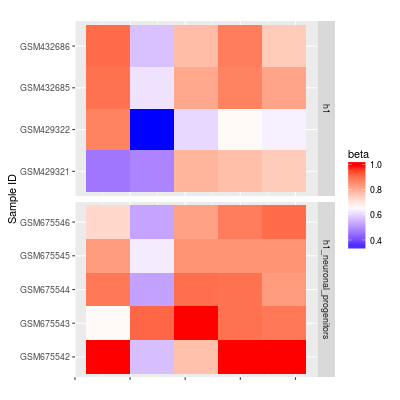 GSM432686
GSM432685
GSM429322
GSM429321
h1
GSM675546
GSM675545
GSM675544
GSM675543
GSM675542
h1_neuronal_progenitors
Sample ID
beta
1.0
0.8
0.6
0.4